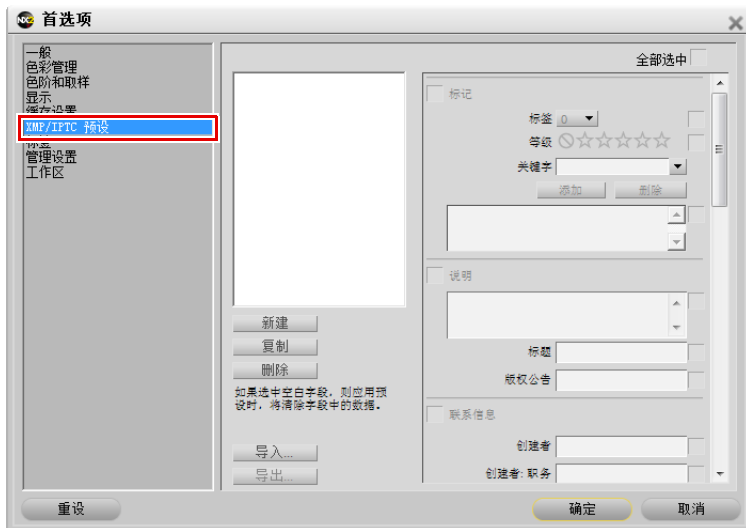 NX2 首选项
一般
色彩管理
色阶和取样
显示
缓存设置
XMP/IPTC 预设
标签
管理设置
工作区
新建
复制
删除
如果选中空白字段，则应用预
设时，将清除字段中的数据。
导入...
导出...
全部选中
标记
标签 0
等级
关键字
添加 删除
说明
标题
版权公告
联系信息
创建者
创建者: 职务
重设
确定 取消